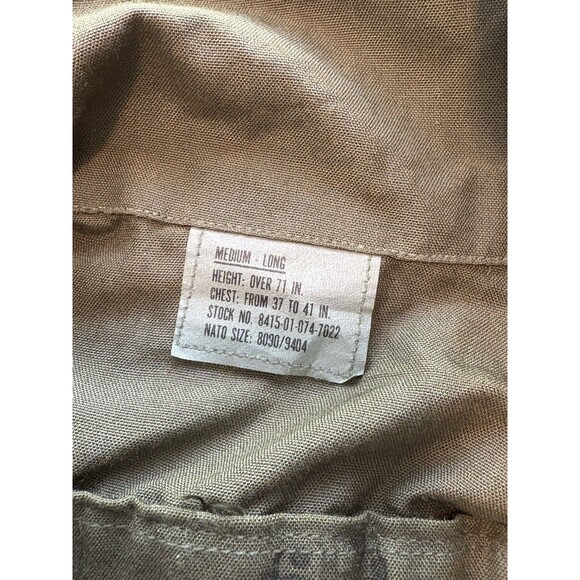 MEDIUM - LONG
HEIGHT: OVER 71 IN.
CHEST: FROM 37 TO 41 IN.
STOCK NO. 8415-01-074-7022
NATO SIZE: 8090/9404